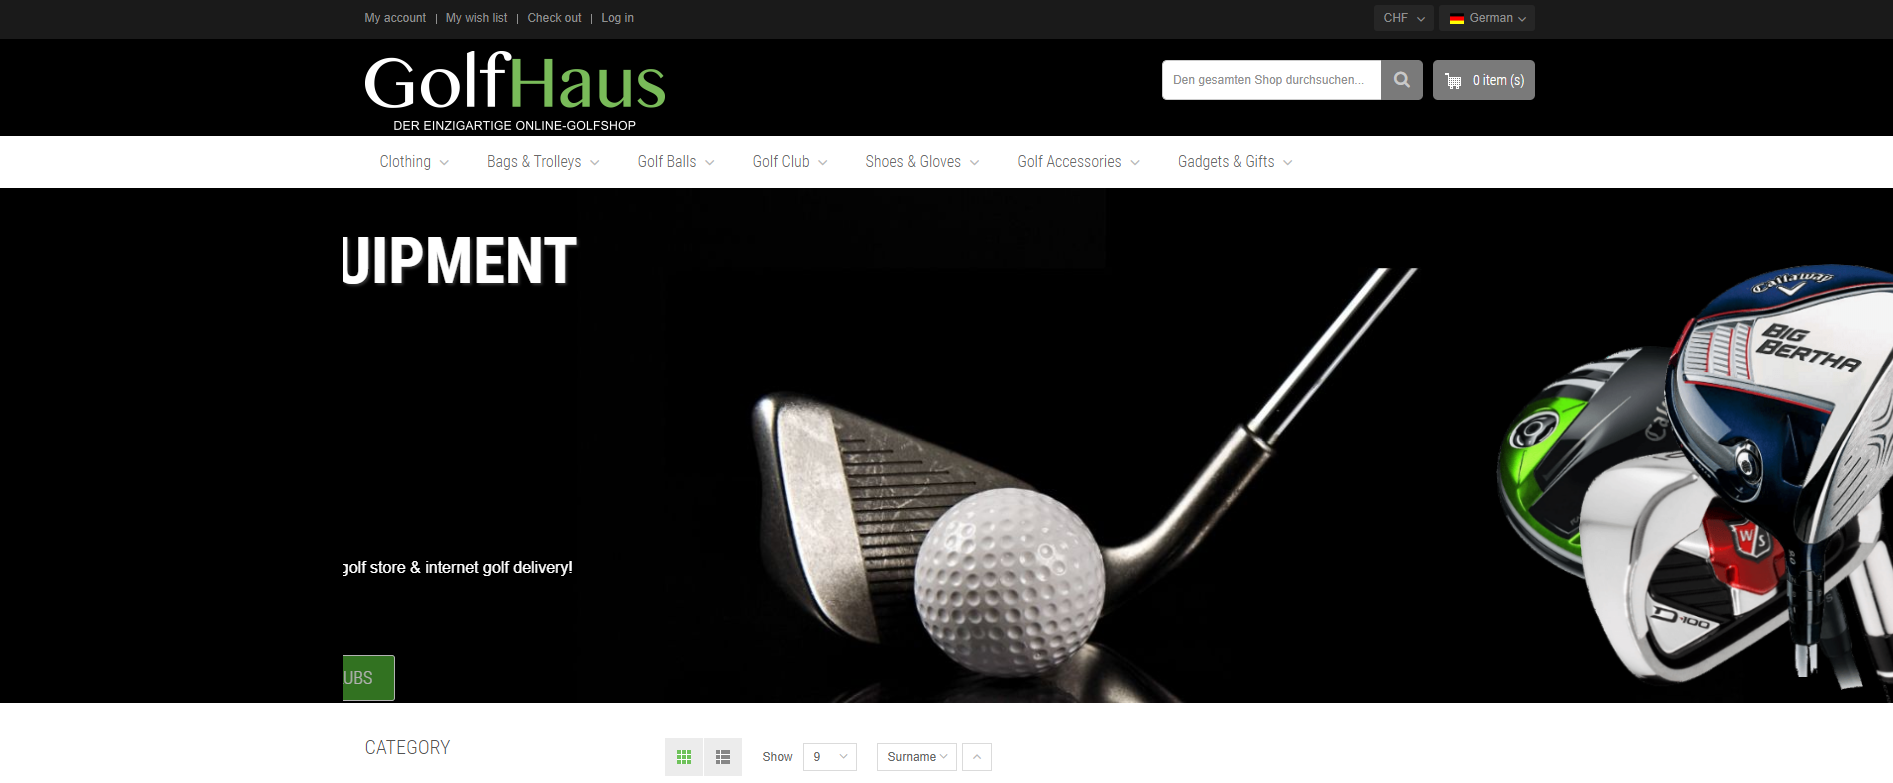 My account | My wish list | Check out | Log in
CHF German
GolfHaus
DER EINZIGARTIGE ONLINE-GOLFSHOP
Den gesamten Shop durchsuchen...
0 item (s)
Clothing Bags & Trolleys Golf Balls Golf Club Shoes & Gloves Golf Accessories Gadgets & Gifts
UIPMENT
Callaway
BIG
BERTHA
W/S
D-100
golf store & internet golf delivery!
UBS
CATEGORY
Show 9 Surname